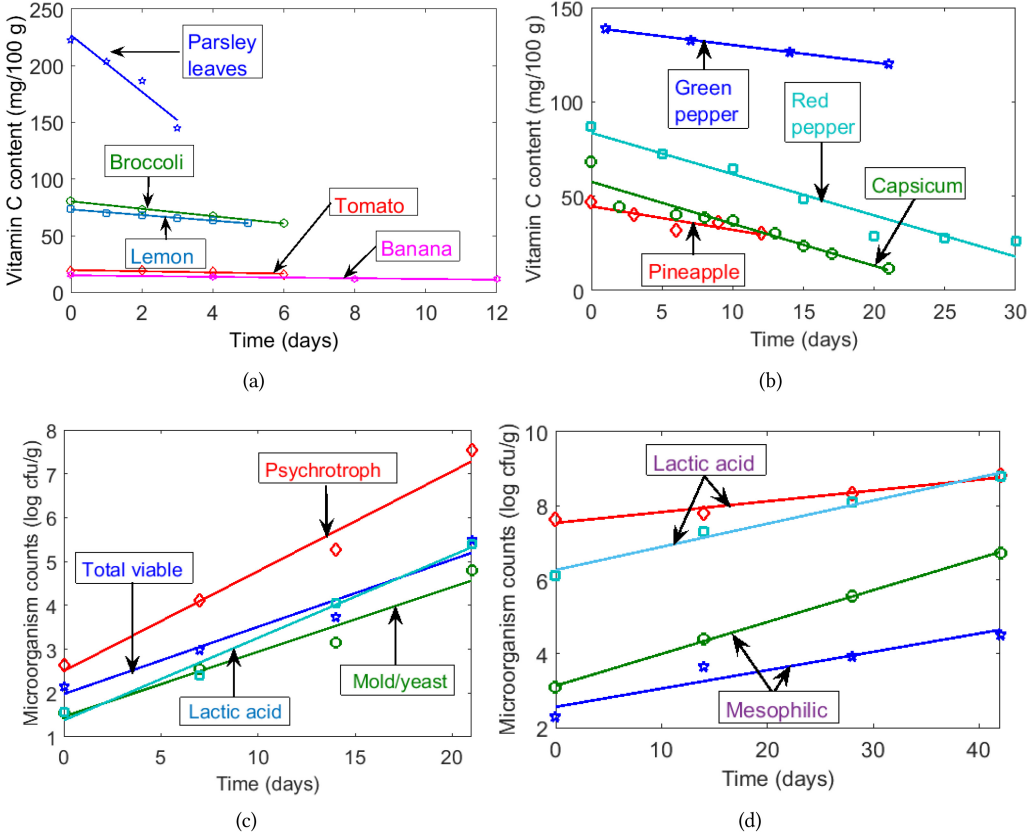 250
200
150
100
50
0
Vitamin C content (mg/100 g)
Parsley
leaves
Broccoli
Tomato
Lemon
Banana
0 2 4 6 8 10 12
Time (days)
(a)
150
100
50
0
Vitamin C content (mg/100 g)
Green
pepper
Red
pepper
Capsicum
Pineapple
0 5 10 15 20 25 30
Time (days)
(b)
8
7
6
5
4
3
2
1
Microorganism counts (log cfu/g)
Psychrotroph
Total viable
Mold/yeast
Lactic acid
0 5 10 15 20
Time (days)
(c)
10
8
6
4
2
Microorganism counts (log cfu/g)
Lactic acid
Mesophilic
0 10 20 30 40
Time (days)
(d)